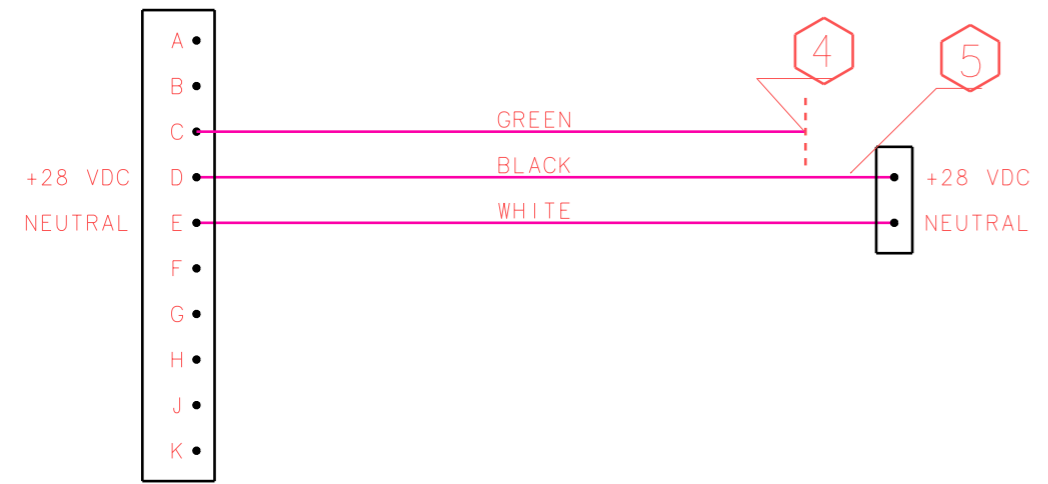 A
4
B
5
C
GREEN
BLACK
+28 VDC
D
+28 VDC
WHITE
NEUTRAL
E
NEUTRAL
F
G
H
J
K